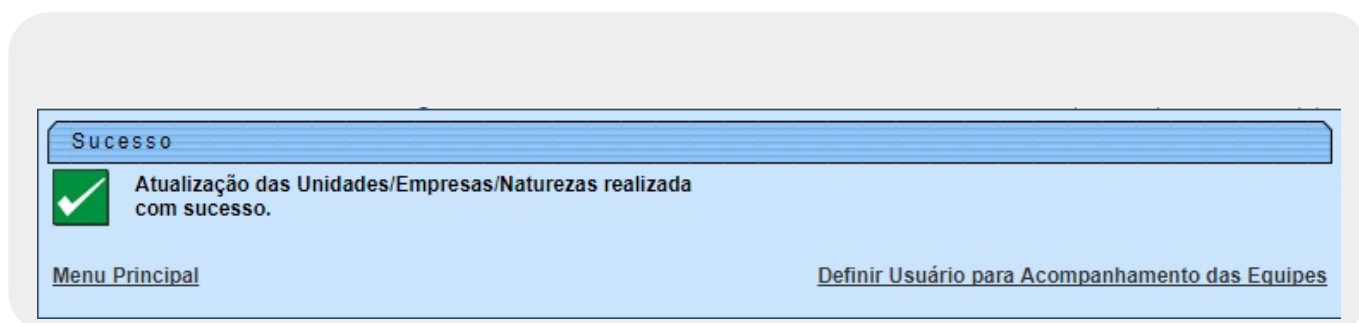 Sucesso
Atualização das Unidades/Empresas/Naturezas realizada
com sucesso.
Menu Principal
Definir Usuário para Acompanhamento das Equipes